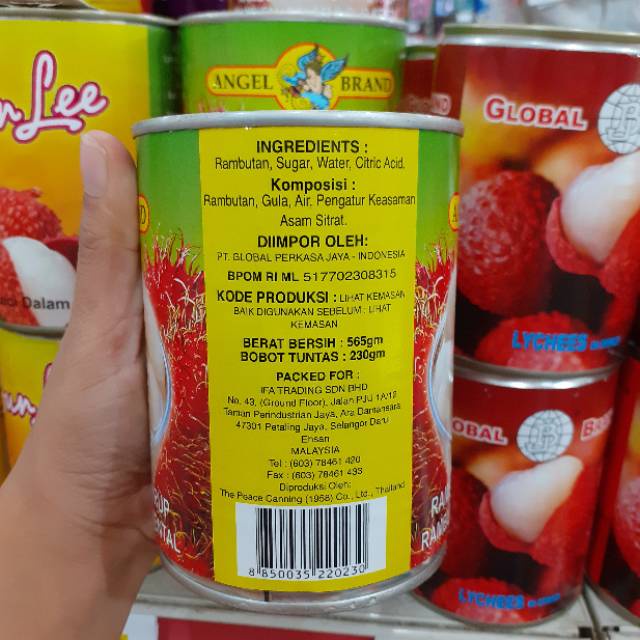 n Lee
ANGEL BRAND
GLOBAL
INGREDIENTS :
Rambutan, Sugar, Water, Citric Acid.
Komposisi :
Rambutan, Gula, Air, Pengatur Keasaman
Asam Sitrat.
DIIMPOR OLEH:
PT. GLOBAL PERKASA JAYA - INDONESIA
BPOM RI ML 517702308315
KODE PRODUKSI : LIHAT KEMASAN
BAIK DIGUNAKAN SEBELUM : LIHAT
KEMASAN
BERAT BERSIH : 565gm
BOBOT TUNTAS : 230gm
PACKED FOR :
IFA TRADING SDN BHD
No. 43, (Ground Floor), Jalan PJU 1A/13
Taman Perindustrian Jaya, Ara Damansara
47301 Petaling Jaya, Selangor Darul
Ehsan
MALAYSIA
Tel : (603) 78461 420
Fax : (603) 78461 433
Diproduksi Oleh:
The Peace Canning (1958) Co., Ltd., Thailand
8 850035 220230
Dalam
LYCHEES
OBAL
LYCHEES